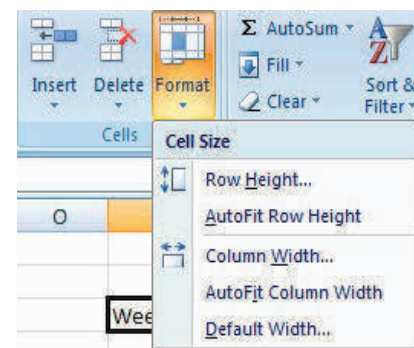 Insert Delete Format
Σ AutoSum
Fill
Clear
Sort &
Filter
Cells
Cell Size
Row Height...
AutoFit Row Height
O
Column Width...
AutoFit Column Width
Default Width...
Wee